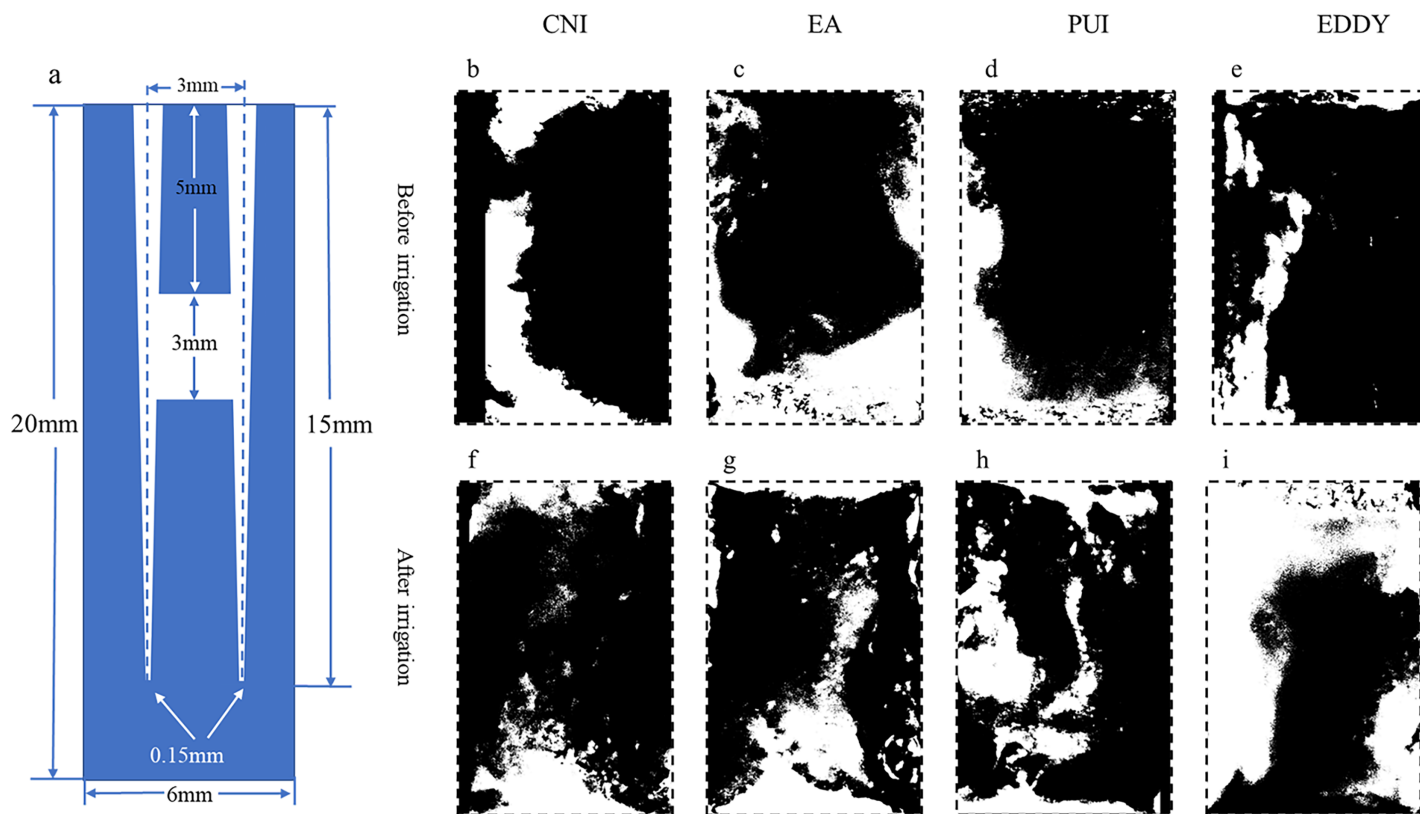 CNI EA PUI EDDY
a
b c d e
3mm
5mm
3mm
20mm
15mm
0.15mm
6mm
Before irrigation
f g h i
After irrigation